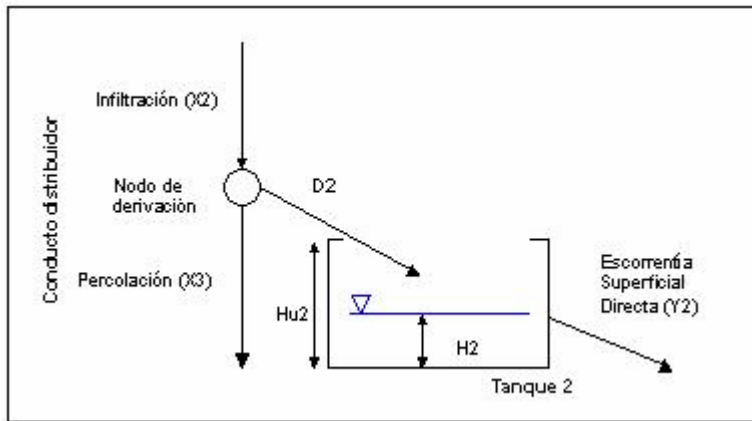 Conducto distribuidor
Infiltración (X2)
Nodo de
derivación
D2
Percolación (X3)
Hu2
H2
Escorrentía
Superficial
Directa (Y2)
Tanque 2